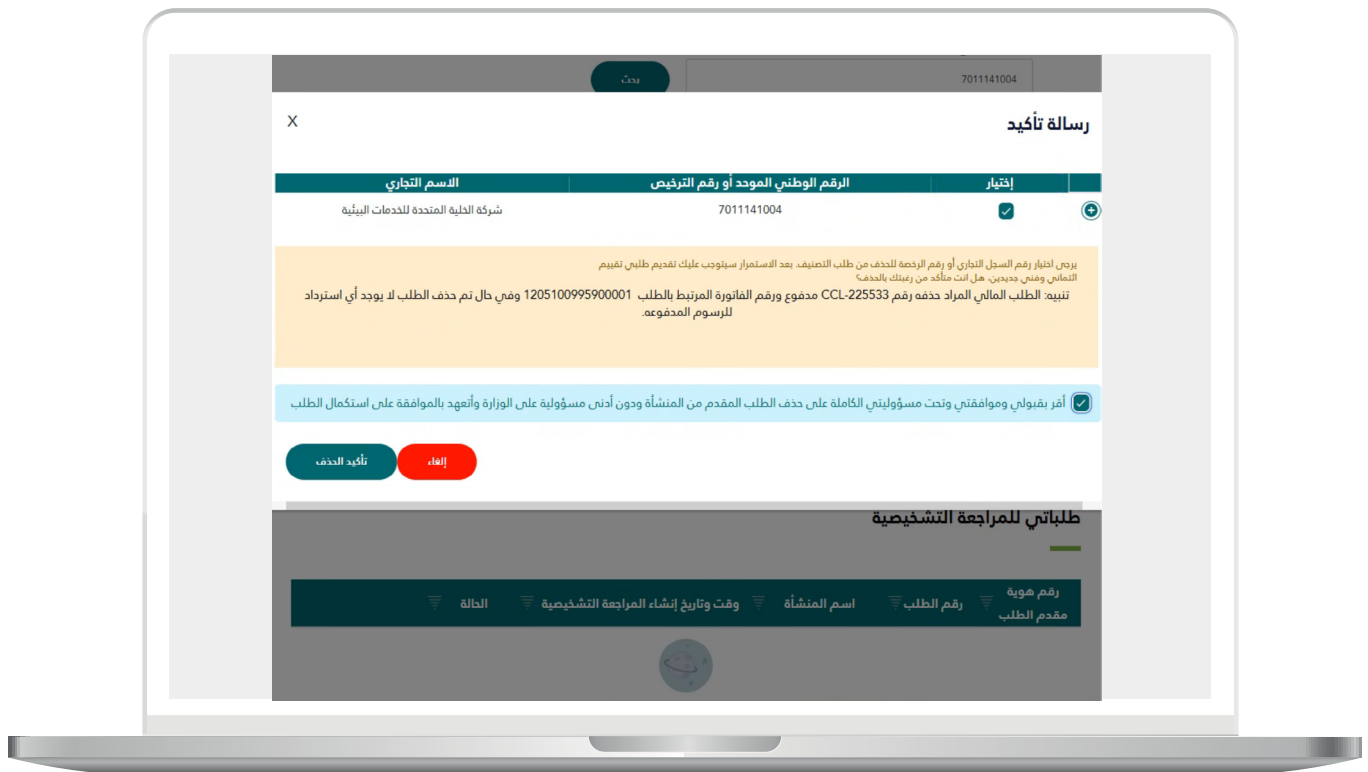 بحث
7011141004
رسالة تأكيد
X
إختيار
الرقم الوطني الموحد أو رقم الترخيص
الاسم التجاري
7011141004
شركة الخلية المتحدة للخدمات البيئية
يرجى اختيار رقم السجل التجاري أو رقم الرخصة للحذف من طلب التصنيف. بعد الاستمرار سيتوجب عليك تقديم طلبي تقييم
ائتماني وفني جديدين، هل انت متأكد من رغبتك بالحذف؟
تنبيه: الطلب المالي المراد حذفه رقم CCL-225533 مدفوع ورقم الفاتورة المرتبط بالطلب 1205100995900001 وفي حال تم حذف الطلب لا يوجد أي استرداد
للرسوم المدفوعه.
أقر بقبولي وموافقتي وتحت مسؤوليتي الكاملة على حذف الطلب المقدم من المنشأة ودون أدنى مسؤولية على الوزارة وأتعهد بالموافقة على استكمال الطلب
إلغاء
تأكيد الحذف
طلباتي للمراجعة التشخيصية
رقم هوية
مقدم الطلب
رقم الطلب
اسم المنشأة
وقت وتاريخ إنشاء المراجعة التشخيصية
الحالة